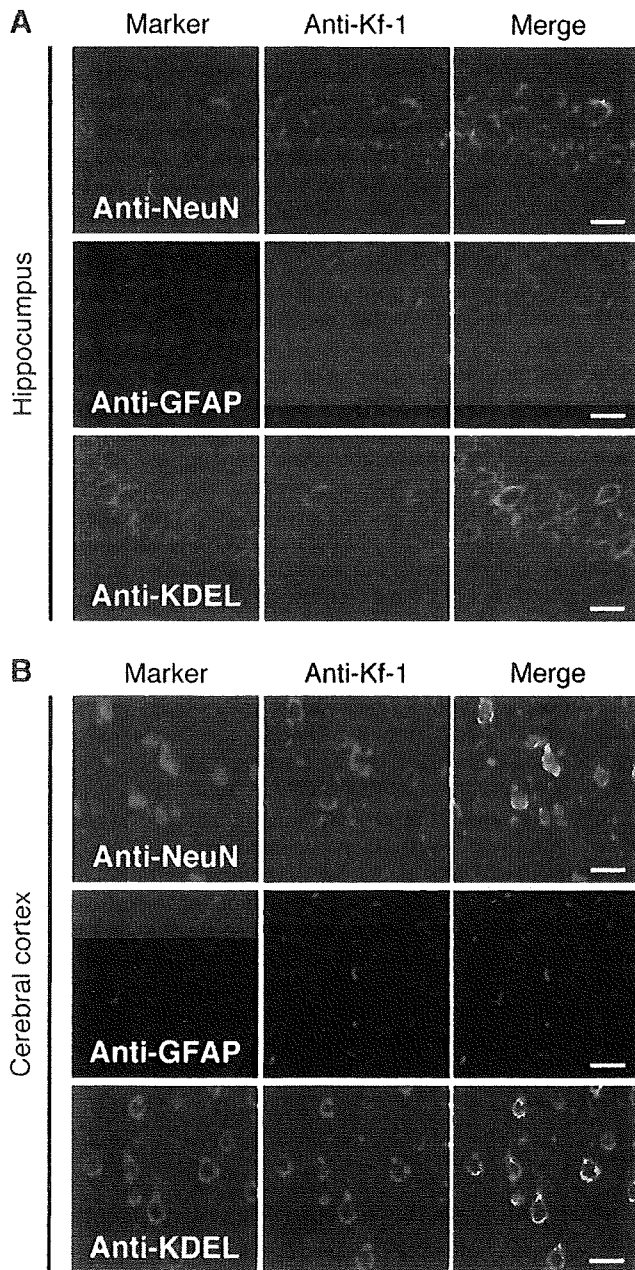 A
Marker Anti-Kf-1 Merge
Hippocumpus
Anti-NeuN
Anti-GFAP
Anti-KDEL
B
Marker Anti-Kf-1 Merge
Cerebral cortex
Anti-NeuN
Anti-GFAP
Anti-KDEL